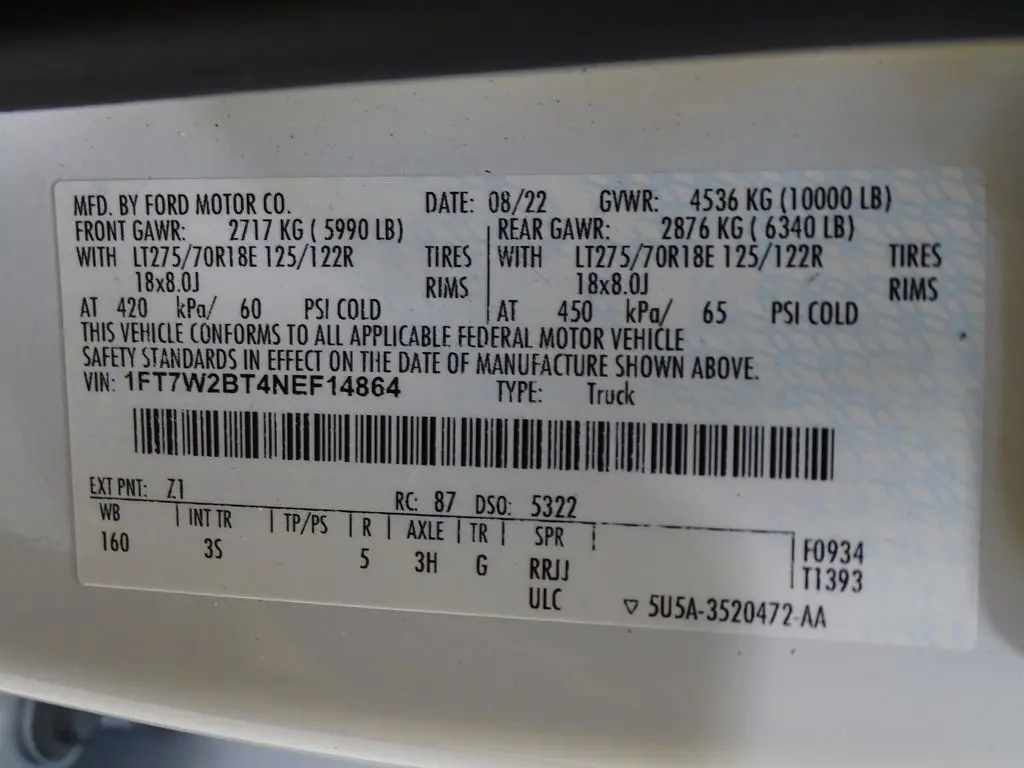 MFD. BY FORD MOTOR CO. DATE: 08/22 GVWR: 4536 KG (10000 LB)
FRONT GAWR: 2717 KG ( 5990 LB) REAR GAWR: 2876 KG ( 6340 LB)
WITH LT275/70R18E 125/122R TIRES WITH LT275/70R18E 125/122R TIRES
18x8.0J RIMS 18x8.0J RIMS
AT 420 kPa/ 60 PSI COLD AT 450 kPa/ 65 PSI COLD
THIS VEHICLE CONFORMS TO ALL APPLICABLE FEDERAL MOTOR VEHICLE
SAFETY STANDARDS IN EFFECT ON THE DATE OF MANUFACTURE SHOWN ABOVE.
VIN: 1FT7W2BT4NEF14864 TYPE: Truck
EXT PNT: Z1 RC: 87 DSO: 5322
WB INT TR TP/PS R AXLE TR SPR F0934
160 3S 5 3H G RRJJ T1393
ULC ▽ 5U5A-3520472-AA